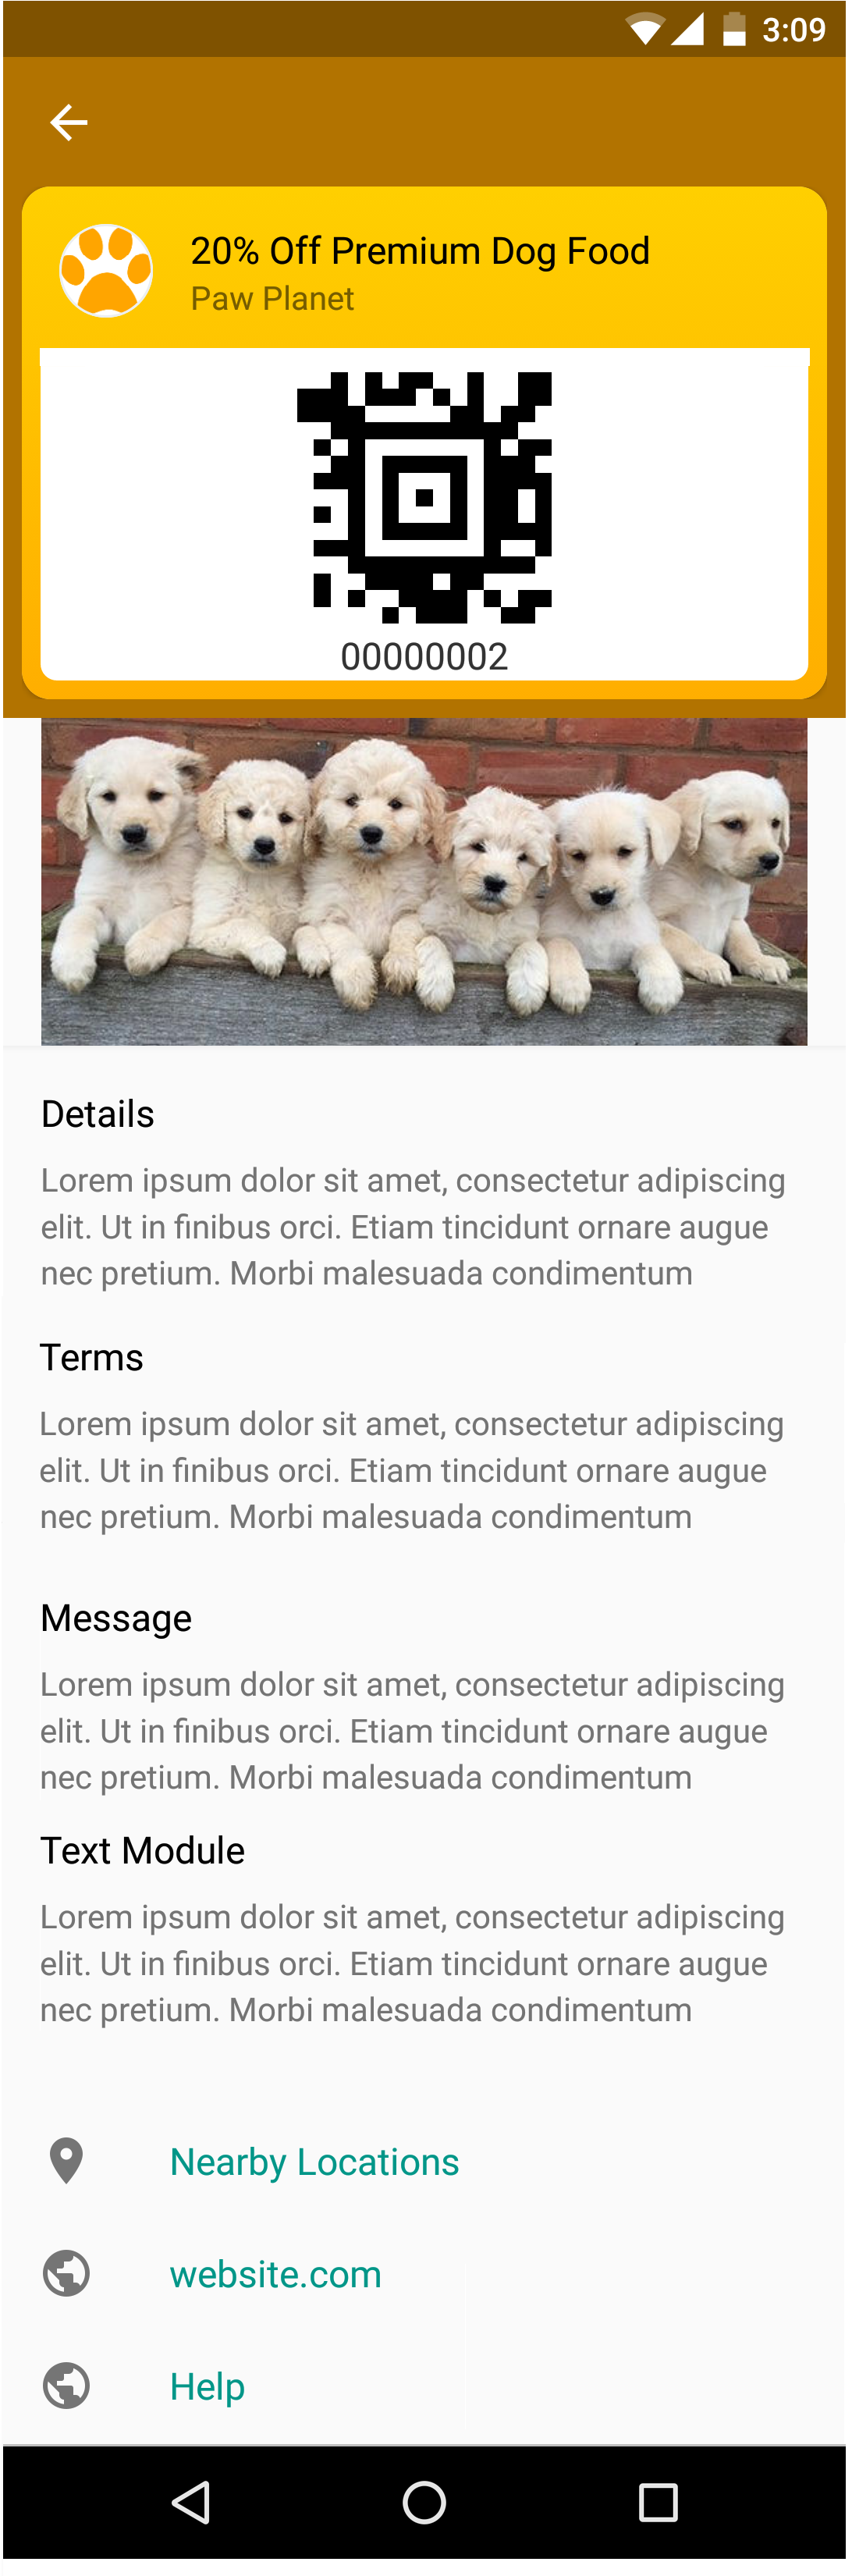 3:09
20% Off Premium Dog Food
Paw Planet
00000002
Details
Lorem ipsum dolor sit amet, consectetur adipiscing
elit. Ut in finibus orci. Etiam tincidunt ornare augue
nec pretium. Morbi malesuada condimentum
Terms
Lorem ipsum dolor sit amet, consectetur adipiscing
elit. Ut in finibus orci. Etiam tincidunt ornare augue
nec pretium. Morbi malesuada condimentum
Message
Lorem ipsum dolor sit amet, consectetur adipiscing
elit. Ut in finibus orci. Etiam tincidunt ornare augue
nec pretium. Morbi malesuada condimentum
Text Module
Lorem ipsum dolor sit amet, consectetur adipiscing
elit. Ut in finibus orci. Etiam tincidunt ornare augue
nec pretium. Morbi malesuada condimentum
Nearby Locations
website.com
Help